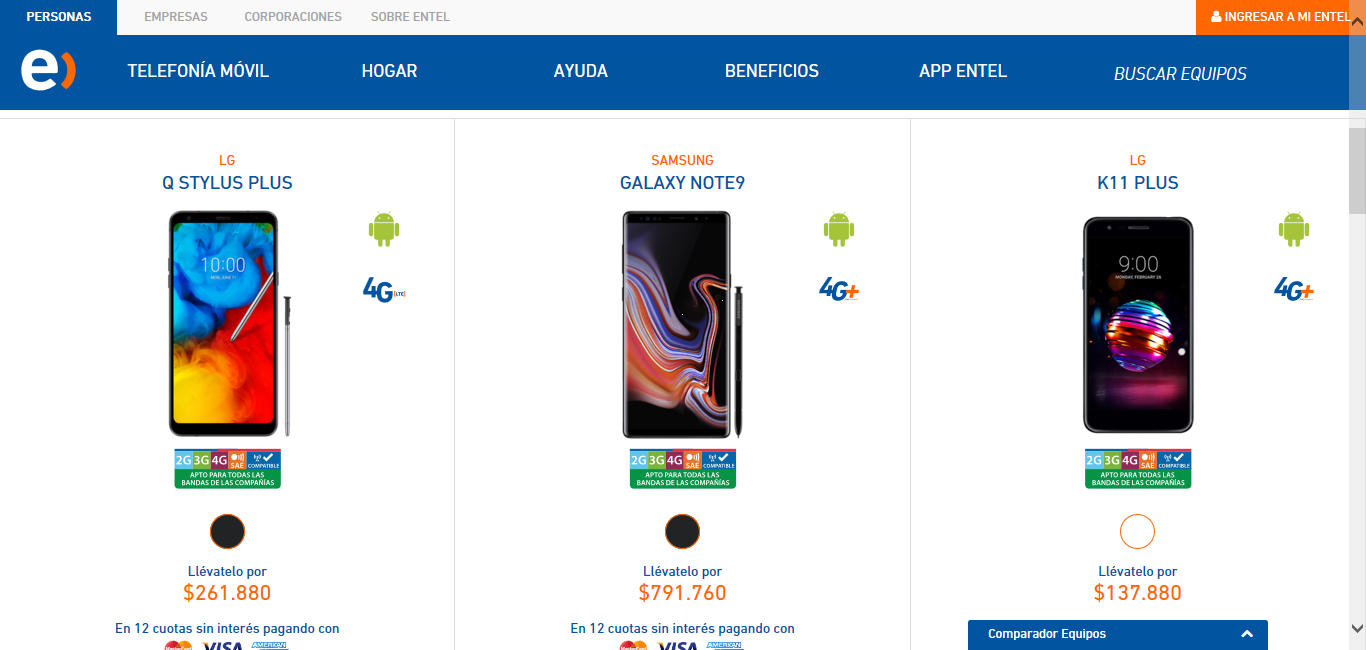 PERSONAS
EMPRESAS
CORPORACIONES
SOBRE ENTEL
INGRESAR A MI ENTEL
e)
TELEFONÍA MÓVIL
HOGAR
AYUDA
BENEFICIOS
APP ENTEL
BUSCAR EQUIPOS
LG
Q STYLUS PLUS
10:00
4G (LTE)
2G 3G 4G SAE COMPATIBLE
APTO PARA TODAS LAS
BANDAS DE LAS COMPAÑÍAS
Llévatelo por
$261.880
En 12 cuotas sin interés pagando con
MasterCard VISA AMERICAN
SAMSUNG
GALAXY NOTE9
4G+
2G 3G 4G SAE COMPATIBLE
APTO PARA TODAS LAS
BANDAS DE LAS COMPAÑÍAS
Llévatelo por
$791.760
En 12 cuotas sin interés pagando con
MasterCard VISA AMERICAN
LG
K11 PLUS
9:00
MONDAY, FEBRUARY 26
4G+
2G 3G 4G SAE COMPATIBLE
APTO PARA TODAS LAS
BANDAS DE LAS COMPAÑÍAS
Llévatelo por
$137.880
Comparador Equipos